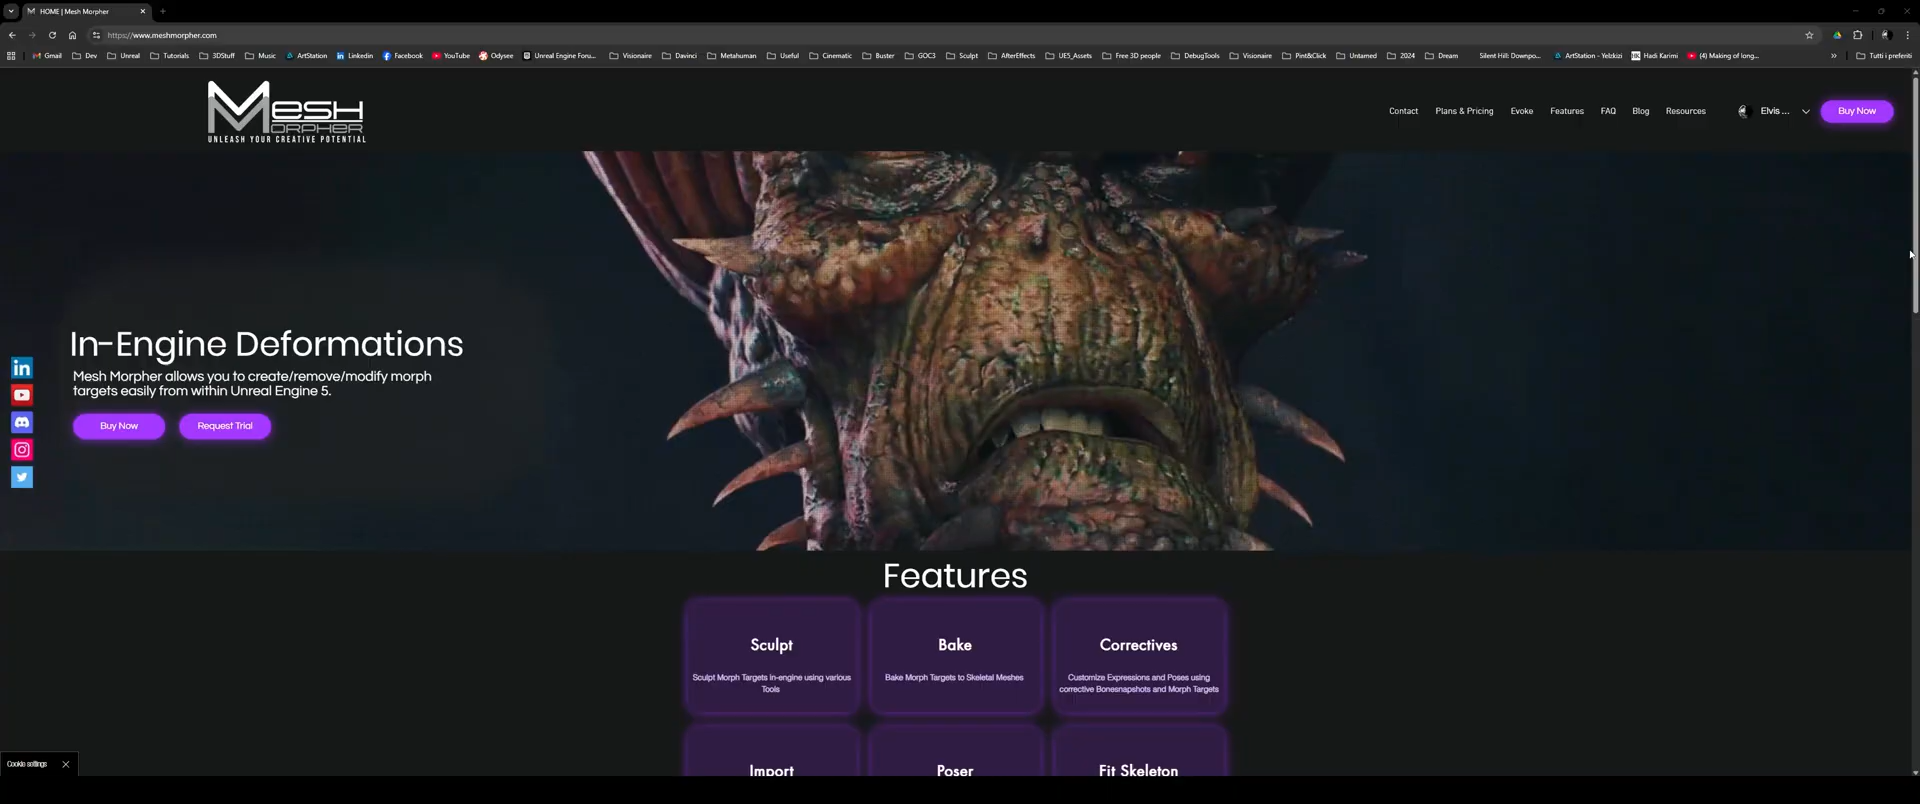 HOME | Mesh Morpher
https://www.meshmorpher.com
Gmail Dev Unreal Tutorials 3DStuff Music ArtStation Linkedin Facebook YouTube Odysee Unreal Engine Foru... Visionaire Davinci Metahuman Useful Cinematic Buster GOC3 Sculpt AfterEffects UE5_Assets Free 3D people DebugTools Visionaire Pint&Click Untamed 2024 Dream Silent Hill: Downpo... ArtStation - Yelzkizi Hadi Karimi (4) Making of long... » Tutti i preferiti
MESH
MORPHER
UNLEASH YOUR CREATIVE POTENTIAL
Contact Plans & Pricing Evoke Features FAQ Blog Resources Elvis ... Buy Now
In-Engine Deformations
Mesh Morpher allows you to create/remove/modify morph
targets easily from within Unreal Engine 5.
Buy Now Request Trial
Features
Sculpt
Sculpt Morph Targets in-engine using various
Tools
Bake
Bake Morph Targets to Skeletal Meshes
Correctives
Customize Expressions and Poses using
corrective Bonesnapshots and Morph Targets
Import Poser Fit Skeleton
Cookie settings